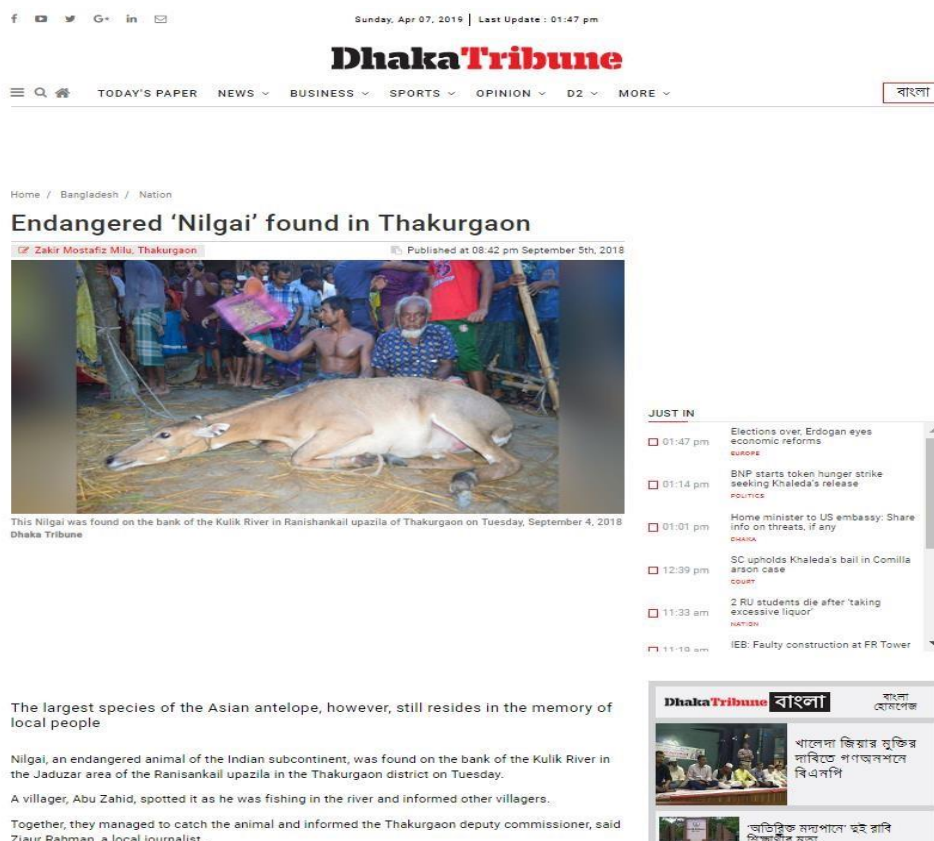 Sunday, Apr 07, 2019 | Last Update : 01:47 pm
DhakaTribune
TODAY'S PAPER NEWS BUSINESS SPORTS OPINION D2 MORE
বাংলা
Home / Bangladesh / Nation
Endangered ‘Nilgai’ found in Thakurgaon
Zakir Mostafiz Milu, Thakurgaon
Published at 08:42 pm September 5th, 2018
This Nilgai was found on the bank of the Kulik River in Ranishankail upazila of Thakurgaon on Tuesday, September 4, 2018
Dhaka Tribune
The largest species of the Asian antelope, however, still resides in the memory of
local people
Nilgai, an endangered animal of the Indian subcontinent, was found on the bank of the Kulik River in
the Jaduzar area of the Ranisankail upazila in the Thakurgaon district on Tuesday.
A villager, Abu Zahid, spotted it as he was fishing in the river and informed other villagers.
Together, they managed to catch the animal and informed the Thakurgaon deputy commissioner, said
Ziaur Rahman, a local journalist.
JUST IN
01:47 pm
Elections over, Erdogan eyes
economic reforms
EUROPE
01:14 pm
BNP starts token hunger strike
seeking Khaleda's release
POLITICS
01:01 pm
Home minister to US embassy: Share
info on threats, if any
DHAKA
12:39 pm
SC upholds Khaleda's bail in Comilla
arson case
COURT
11:33 am
2 RU students die after 'taking
excessive liquor'
NATION
11:19 am
IEB: Faulty construction at FR Tower
DhakaTribune বাংলা
বাংলা
হোমপেজ
খালেদা জিয়ার মুক্তির
দাবিতে গণঅনশনে
বিএনপি
'অতিরিক্ত মদ্যপানে' দুই রাবি
শিক্ষার্থীর মৃত্যু